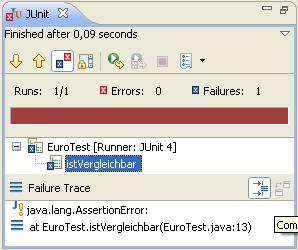 JUnit
Finished after 0,09 seconds
Runs: 1/1 Errors: 0 Failures: 1
EuroTest [Runner: JUnit 4]
istVergleichbar
Failure Trace
java.lang.AssertionError:
at EuroTest.istVergleichbar(EuroTest.java:13)